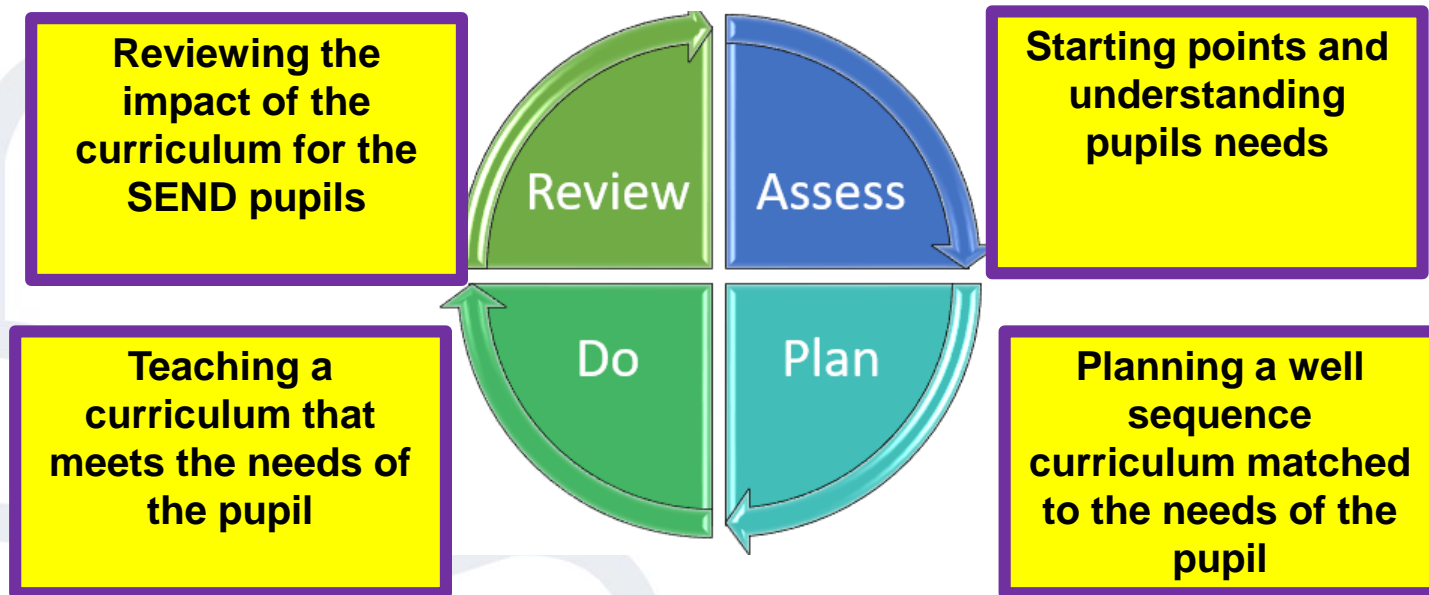 Reviewing the
impact of the
curriculum for the
SEND pupils
Review
Assess
Starting points and
understanding
pupils needs
Teaching a
curriculum that
meets the needs of
the pupil
Do
Plan
Planning a well
sequence
curriculum matched
to the needs of the
pupil